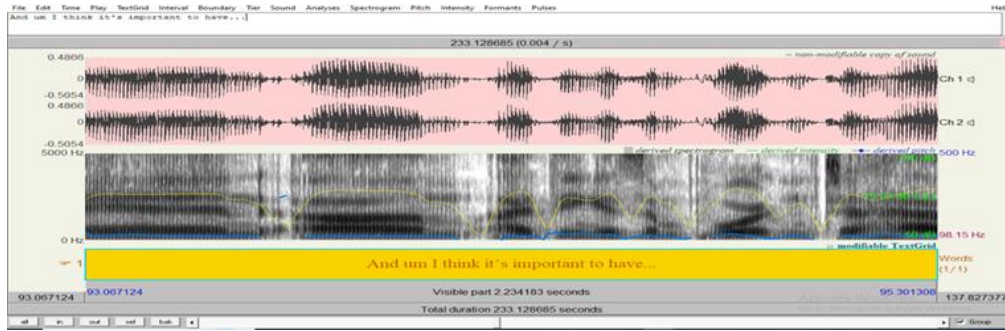 File Edit Time Play TextGrid Interval Boundary Tier Sound Analyses Spectrogram Pitch Intensity Formants Pulses Hel
And um I think it's important to have...
233.128685 (0.004 / s)
~ non-modifiable copy of sound
0.4866
0
-0.5054
Ch 1
0.4866
0
-0.5054
Ch 2
5000 Hz
derived spectrogram derived intensity derived pitch
500 Hz
0 Hz
98.15 Hz
modifiable TextGrid
1
And um I think it's important to have...
Words
(1/1)
93.067124
93.067124
Visible part 2.234183 seconds
95.301308
137.827377
Total duration 233.128685 seconds
all in out sel bak
Group